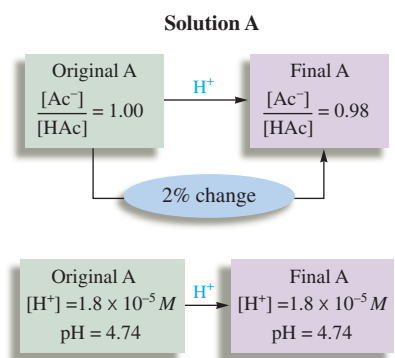 Solution A
Original A
[Ac⁻]
[HAc]
= 1.00
H⁺
Final A
[Ac⁻]
[HAc]
= 0.98
2% change
Original A
[H⁺] =1.8 × 10⁻⁵ M
pH = 4.74
H⁺
Final A
[H⁺] =1.8 × 10⁻⁵ M
pH = 4.74